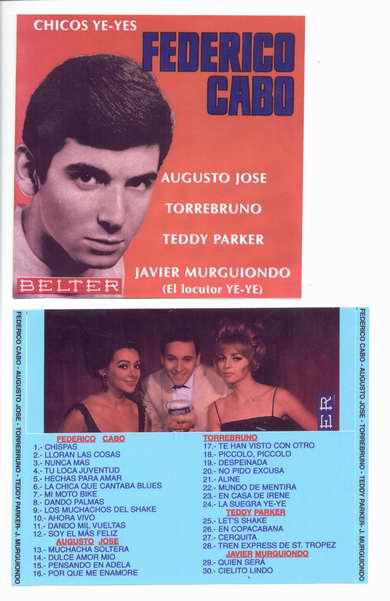 CHICOS YE-YES
FEDERICO
CABO
AUGUSTO JOSE
TORREBRUNO
TEDDY PARKER
JAVIER MURGUIONDO
(El locutor YE-YE)
BELTER
FEDERICO CABO - AUGUSTO JOSE - TORREBRUNO - TEDDY PARKER- J. MURGUIONDO
ER
FEDERICO CABO
1.- CHISPAS
2.- LLORAN LAS COSAS
3.- NUNCA MAS
4.- TU LOCA JUVENTUD
5.- HECHAS PARA AMAR
6.- LA CHICA QUE CANTABA BLUES
7.- MI MOTO BIKE
8.- DANDO PALMAS
9.- LOS MUCHACHOS DEL SHAKE
10.- AHORA VIVO
11.- DANDO MIL VUELTAS
12.- SOY EL MÁS FELIZ
AUGUSTO JOSE
13.- MUCHACHA SOLTERA
14.- DULCE AMOR MIO
15.- PENSANDO EN ADELA
16.- POR QUE ME ENAMORE
TORREBRUNO
17.- TE HAN VISTO CON OTRO
18.- PICCOLO, PICCOLO
19.- DESPEINADA
20.- NO PIDO EXCUSA
21.- ALINE
22.- MUNDO DE MENTIRA
23.- EN CASA DE IRENE
24.- LA SUEGRA YE-YE
TEDDY PARKER
25.- LET'S SHAKE
26.- EN COPACABANA
27.- CERQUITA
28.- TREN EXPRESS DE ST. TROPEZ
JAVIER MURGUIONDO
29.- QUIEN SERÁ
30.- CIELITO LINDO
FEDERICO CABO - AUGUSTO JOSE - TORREBRUNO - TEDDY PARKER- J. MURGUIONDO